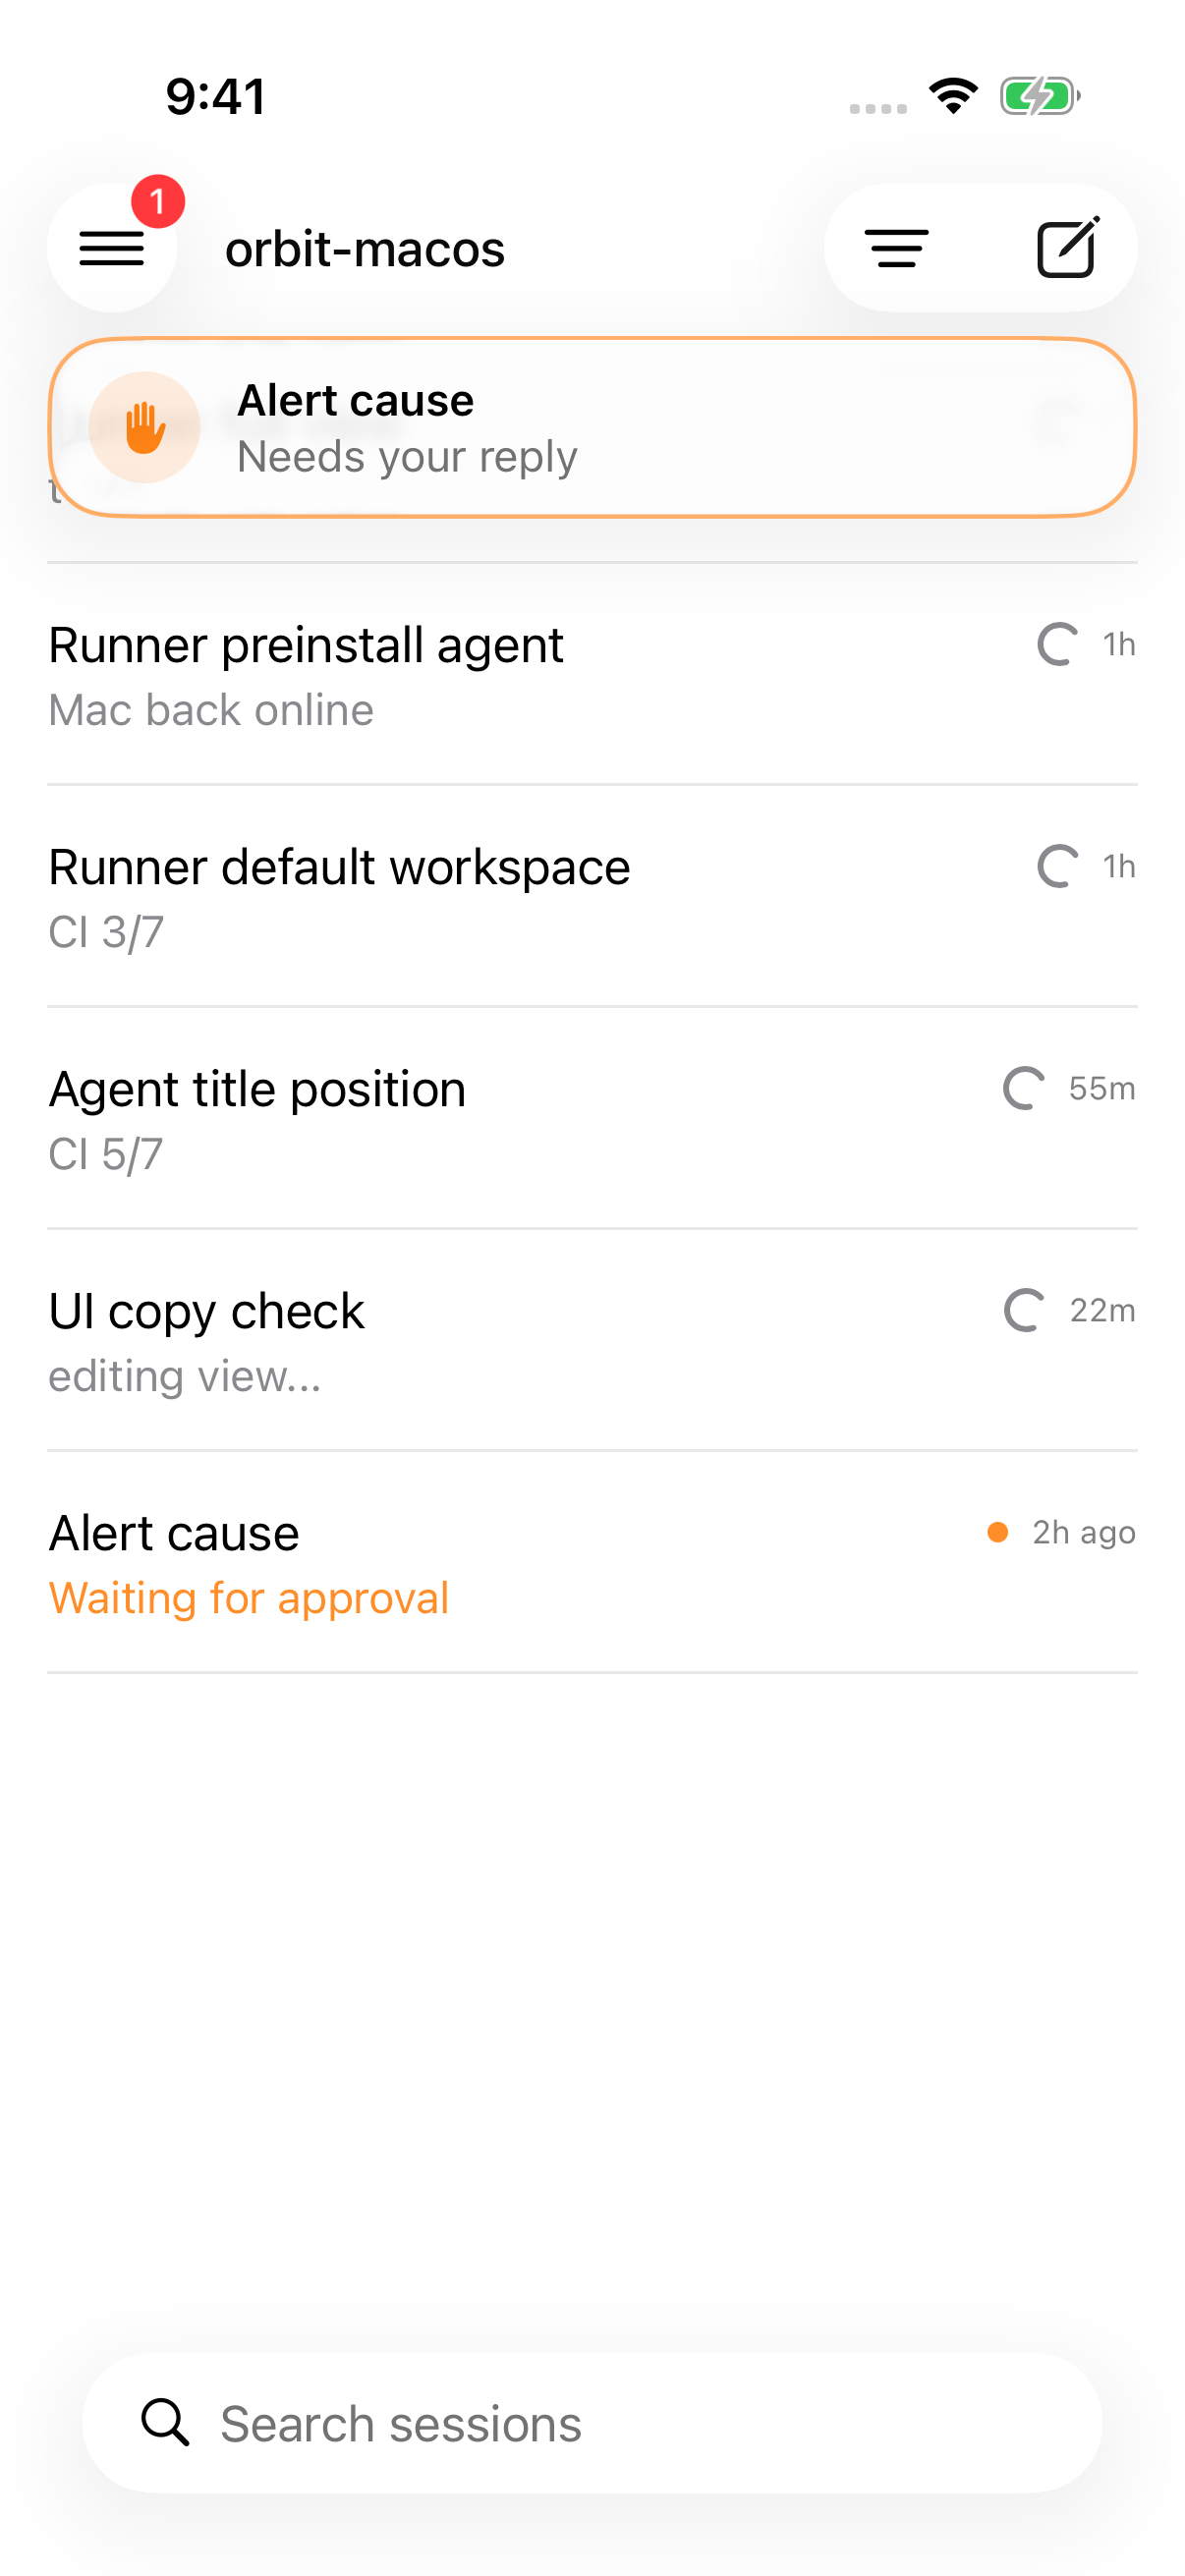 9:41
1
orbit-macos
Alert cause
Needs your reply
Runner preinstall agent
1h
Mac back online
Runner default workspace
1h
CI 3/7
Agent title position
55m
CI 5/7
UI copy check
22m
editing view...
Alert cause
2h ago
Waiting for approval
Search sessions